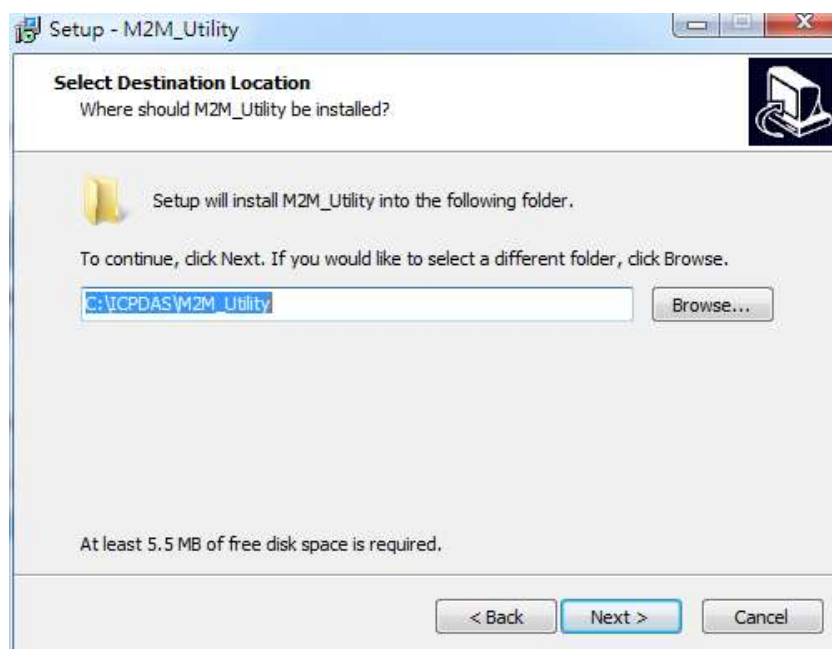 Setup - M2M_Utility
Select Destination Location
Where should M2M_Utility be installed?
Setup will install M2M_Utility into the following folder.
To continue, click Next. If you would like to select a different folder, click Browse.
C:\ICPDAS\M2M_Utility
Browse...
At least 5.5 MB of free disk space is required.
< Back
Next >
Cancel